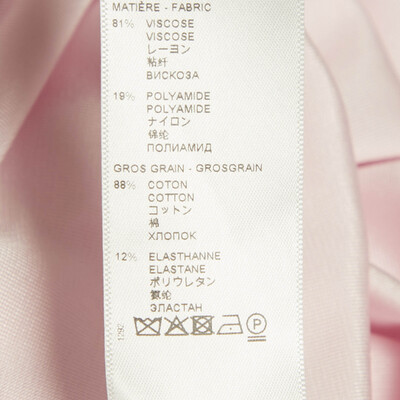 MATIÈRE - FABRIC
81% VISCOSE
VISCOSE
レーヨン
粘纤
ВИСКОЗА
19% POLYAMIDE
POLYAMIDE
ナイロン
锦纶
ПОЛИАМИД
GROS GRAIN - GROSGRAIN
88% COTTON
COTTON
コットン
棉
ХЛОПОК
12% ELASTHANNE
ELASTANE
ポリウレタン
氨纶
ЭЛАСТАН
P